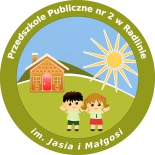 Przedszkole Publiczne nr 2 w Radlinie
im. Jasia i Małgosi